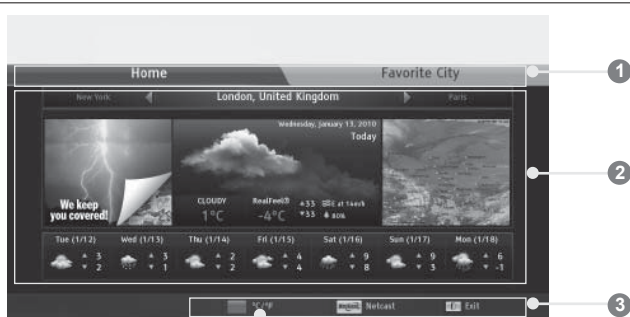 Home Favorite City
1
New York London, United Kingdom Paris
Wednesday, January 13, 2010
Today
We keep
you covered!
CLOUDY RealFeel®
1°C -4°C
2
Tue (1/12) Wed (1/13) Thu (1/14) Fri (1/15) Sat (1/16) Sun (1/17) Mon (1/18)
3 3 2 4 9 9 6
2 1 2 4 8 3 -1
°C/°F Netcast Exit
3